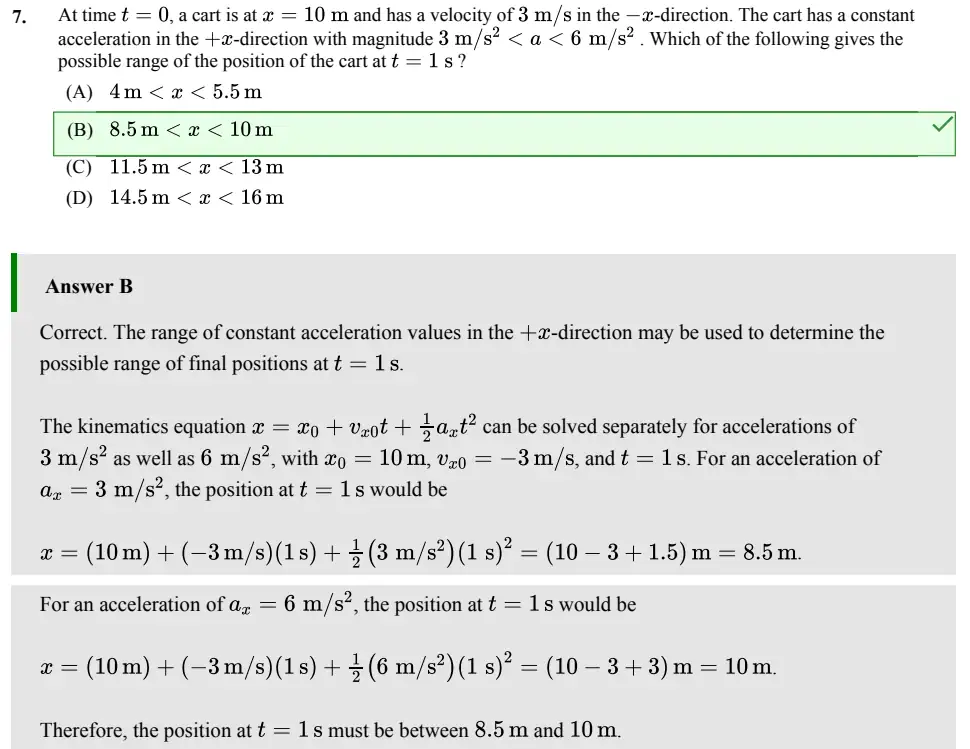 7. At time t = 0, a cart is at x = 10 m and has a velocity of 3 m/s in the −x-direction. The cart has a constant
acceleration in the +x-direction with magnitude 3 m/s² < a < 6 m/s² . Which of the following gives the
possible range of the position of the cart at t = 1 s ?
(A) 4 m < x < 5.5 m
(B) 8.5 m < x < 10 m
(C) 11.5 m < x < 13 m
(D) 14.5 m < x < 16 m
Answer B
Correct. The range of constant acceleration values in the +x-direction may be used to determine the
possible range of final positions at t = 1 s.
The kinematics equation x = x₀ + vₓ₀t + ½aₓt² can be solved separately for accelerations of
3 m/s² as well as 6 m/s², with x₀ = 10 m, vₓ₀ = −3 m/s, and t = 1 s. For an acceleration of
aₓ = 3 m/s², the position at t = 1 s would be
x = (10 m) + (−3 m/s)(1 s) + ½(3 m/s²)(1 s)² = (10 − 3 + 1.5) m = 8.5 m.
For an acceleration of aₓ = 6 m/s², the position at t = 1 s would be
x = (10 m) + (−3 m/s)(1 s) + ½(6 m/s²)(1 s)² = (10 − 3 + 3) m = 10 m.
Therefore, the position at t = 1 s must be between 8.5 m and 10 m.